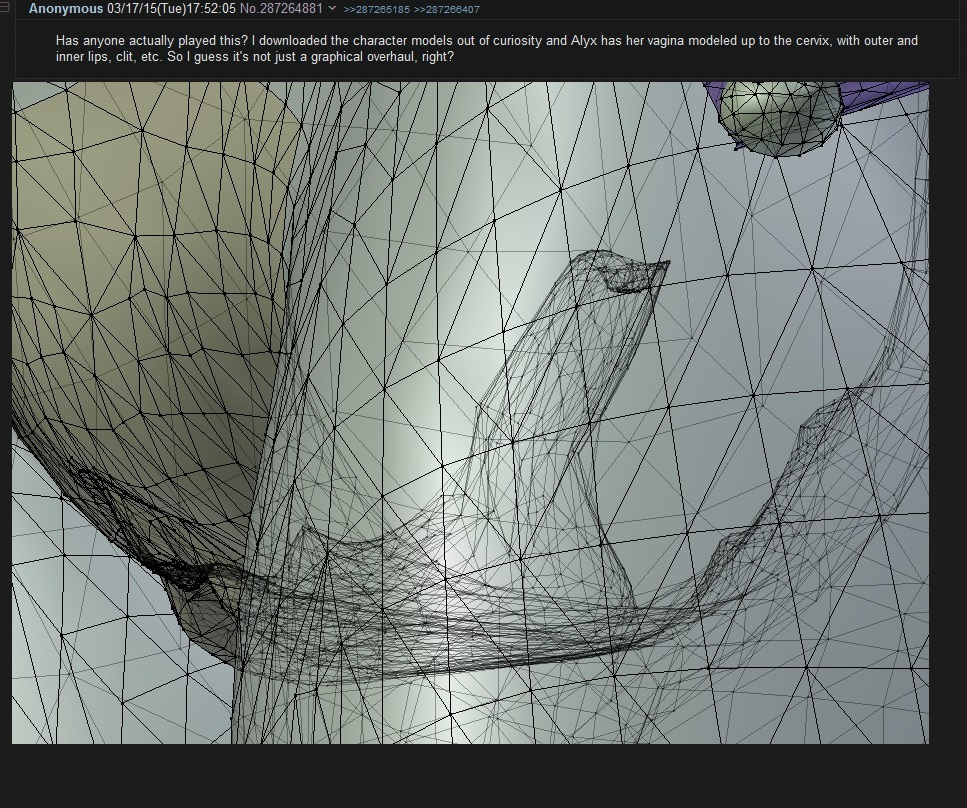 Anonymous 03/17/15(Tue)17:52:05 No.287264881 >>287265185 >>287266407
Has anyone actually played this? I downloaded the character models out of curiosity and Alyx has her vagina modeled up to the cervix, with outer and
inner lips, clit, etc. So I guess it's not just a graphical overhaul, right?